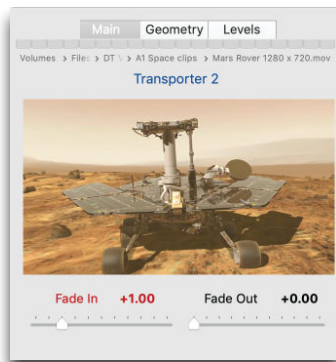 Main Geometry Levels
Volumes > Files > DT > A1 Space clips > Mars Rover 1280 x 720.mov
Transporter 2
Fade In +1.00 Fade Out +0.00